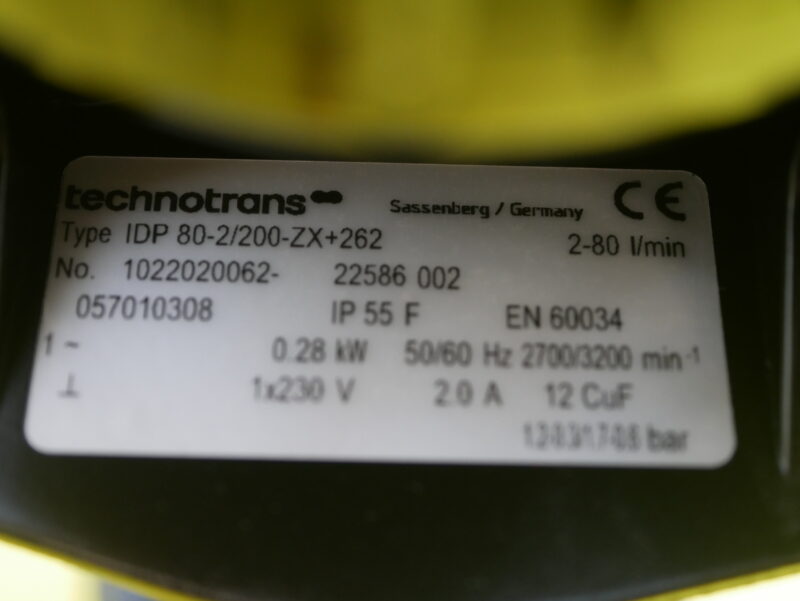 technotrans Sassenberg / Germany CE
Type IDP 80-2/200-ZX+262 2-80 l/min
No. 1022020062- 22586 002
057010308 IP 55 F EN 60034
1 ~ 0.28 kW 50/60 Hz 2700/3200 min-1
⊥ 1x230 V 2.0 A 12 CuF
bar